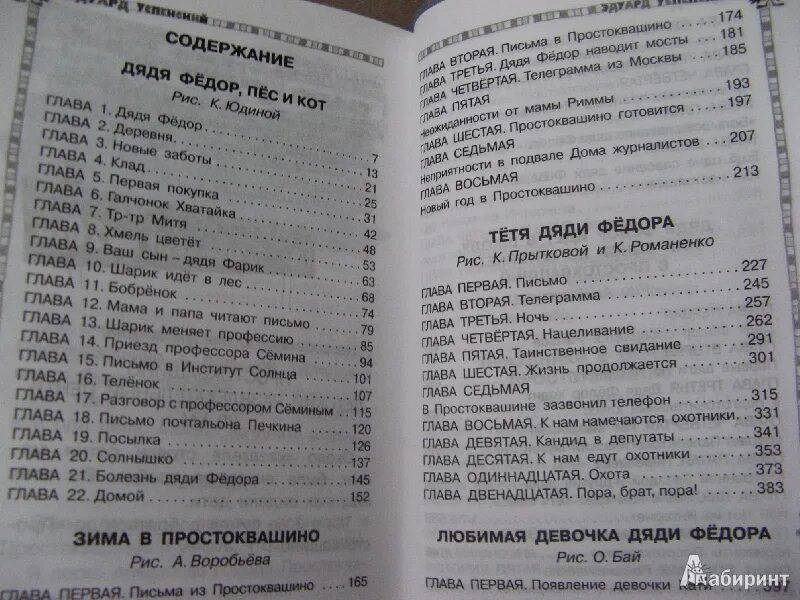 ЭДУАРД УСПЕНСКИЙ
СОДЕРЖАНИЕ
ДЯДЯ ФЁДОР, ПЁС И КОТ
Рис. К. Юдиной
ГЛАВА 1. Дядя Фёдор 7
ГЛАВА 2. Деревня 13
ГЛАВА 3. Новые заботы 21
ГЛАВА 4. Клад 25
ГЛАВА 5. Первая покупка 31
ГЛАВА 6. Галчонок Хватайка 42
ГЛАВА 7. Тр-тр Митя 48
ГЛАВА 8. Хмель цветёт 53
ГЛАВА 9. Ваш сын – дядя Фарик 63
ГЛАВА 10. Шарик идёт в лес 68
ГЛАВА 11. Бобрёнок 74
ГЛАВА 12. Мама и папа читают письмо 79
ГЛАВА 13. Шарик меняет профессию 85
ГЛАВА 14. Приезд профессора Сёмина 94
ГЛАВА 15. Письмо в Институт Солнца 101
ГЛАВА 16. Телёнок 107
ГЛАВА 17. Разговор с профессором Сёминым 115
ГЛАВА 18. Письмо почтальона Печкина 120
ГЛАВА 19. Посылка 126
ГЛАВА 20. Солнышко 137
ГЛАВА 21. Болезнь дяди Фёдора 145
ГЛАВА 22. Домой 152
ЗИМА В ПРОСТОКВАШИНО
Рис. А. Воробьёва
ГЛАВА ПЕРВАЯ. Письма из Простоквашино 165
ЭДУАРД УСПЕНСКИЙ
ГЛАВА ВТОРАЯ. Письма в Простоквашино 174
ГЛАВА ТРЕТЬЯ. Дядя Фёдор наводит мосты 181
ГЛАВА ЧЕТВЁРТАЯ. Телеграмма из Москвы 185
ГЛАВА ПЯТАЯ
Неожиданности от мамы Риммы 193
ГЛАВА ШЕСТАЯ. Простоквашино готовится 197
ГЛАВА СЕДЬМАЯ
Неприятности в подвале Дома журналистов 207
ГЛАВА ВОСЬМАЯ
Новый год в Простоквашино 213
ТЁТЯ ДЯДИ ФЁДОРА
Рис. К. Прытковой и К. Романенко
ГЛАВА ПЕРВАЯ. Письмо 227
ГЛАВА ВТОРАЯ. Телеграмма 245
ГЛАВА ТРЕТЬЯ. Ночь 257
ГЛАВА ЧЕТВЁРТАЯ. Нацеливание 262
ГЛАВА ПЯТАЯ. Таинственное свидание 291
ГЛАВА ШЕСТАЯ. Жизнь продолжается 301
ГЛАВА СЕДЬМАЯ
В Простоквашине зазвонил телефон 315
ГЛАВА ВОСЬМАЯ. К нам намечаются охотники 331
ГЛАВА ДЕВЯТАЯ. Кандид в депутаты 341
ГЛАВА ДЕСЯТАЯ. К нам едут охотники 353
ГЛАВА ОДИННАДЦАТАЯ. Охота 373
ГЛАВА ДВЕНАДЦАТАЯ. Пора, брат, пора! 383
ЛЮБИМАЯ ДЕВОЧКА ДЯДИ ФЁДОРА
Рис. О. Бай
ГЛАВА ПЕРВАЯ. Появление девочки Кати 397
Лабиринт